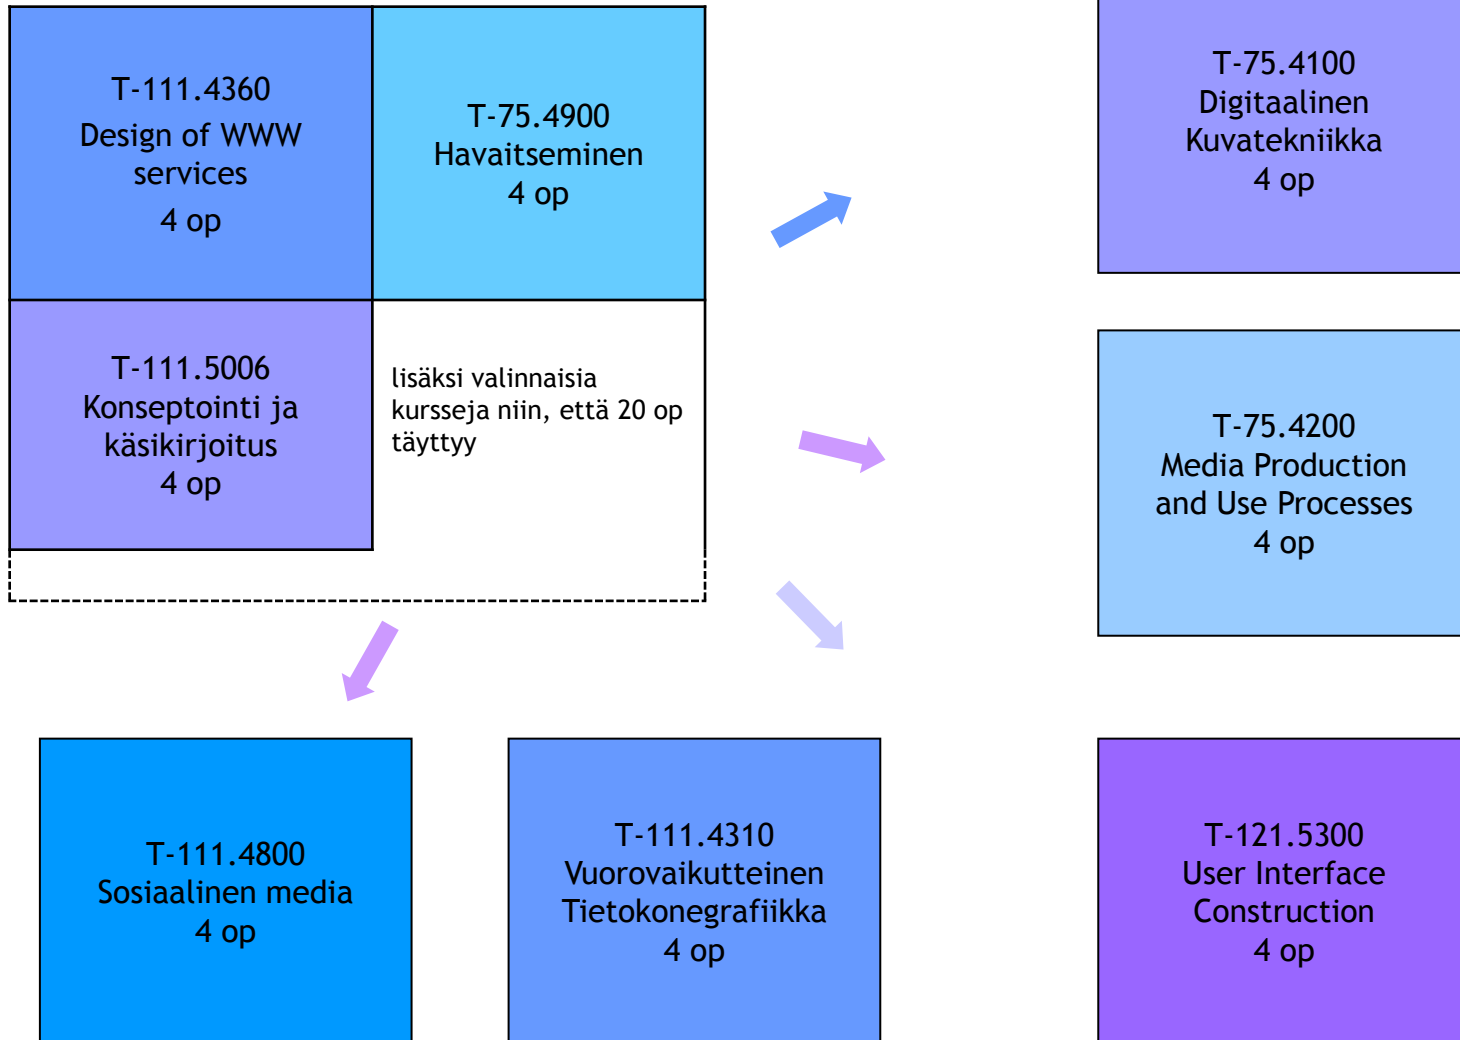 T-111.4360
Design of WWW
services
4 op
T-75.4900
Havaitseminen
4 op
T-75.4100
Digitaalinen
Kuvatekniikka
4 op
T-111.5006
Konseptointi ja
käsikirjoitus
4 op
lisäksi valinnaisia
kursseja niin, että 20 op
täyttyy
T-75.4200
Media Production
and Use Processes
4 op
T-111.4800
Sosiaalinen media
4 op
T-111.4310
Vuorovaikutteinen
Tietokonegrafiikka
4 op
T-121.5300
User Interface
Construction
4 op